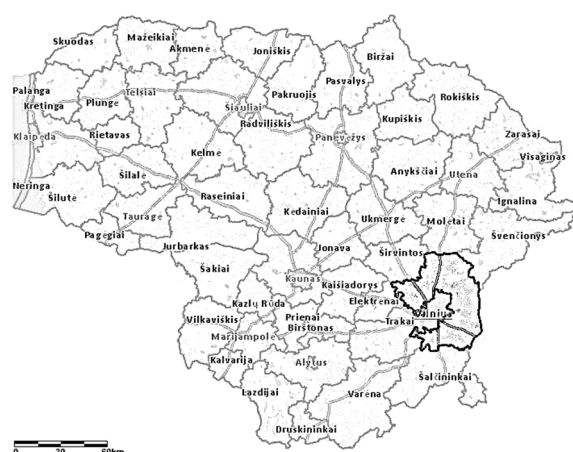 Skuodas
Mažeikiai
Akmenė
Joniškis
Biržai
Palanga
Kretinga
Plungė
Telšiai
Šiauliai
Pakruojis
Pasvalys
Rokiškis
Klaipėda
Rietavas
Radviliškis
Panevėžys
Kupiškis
Zarasai
Visaginas
Kelmė
Neringa
Šilutė
Šilalė
Raseiniai
Anykščiai
Utena
Ignalina
Tauragė
Kėdainiai
Ukmergė
Molėtai
Pagėgiai
Jurbarkas
Jonava
Širvintos
Švenčionys
Šakiai
Kaunas
Kaišiadorys
Kazlų Rūda
Elektrėnai
Vilkaviškis
Prienai
Birštonas
Trakai
Vilnius
Marijampolė
Kalvarija
Alytus
Šalčininkai
Lazdijai
Varėna
Druskininkai
0 30 60km